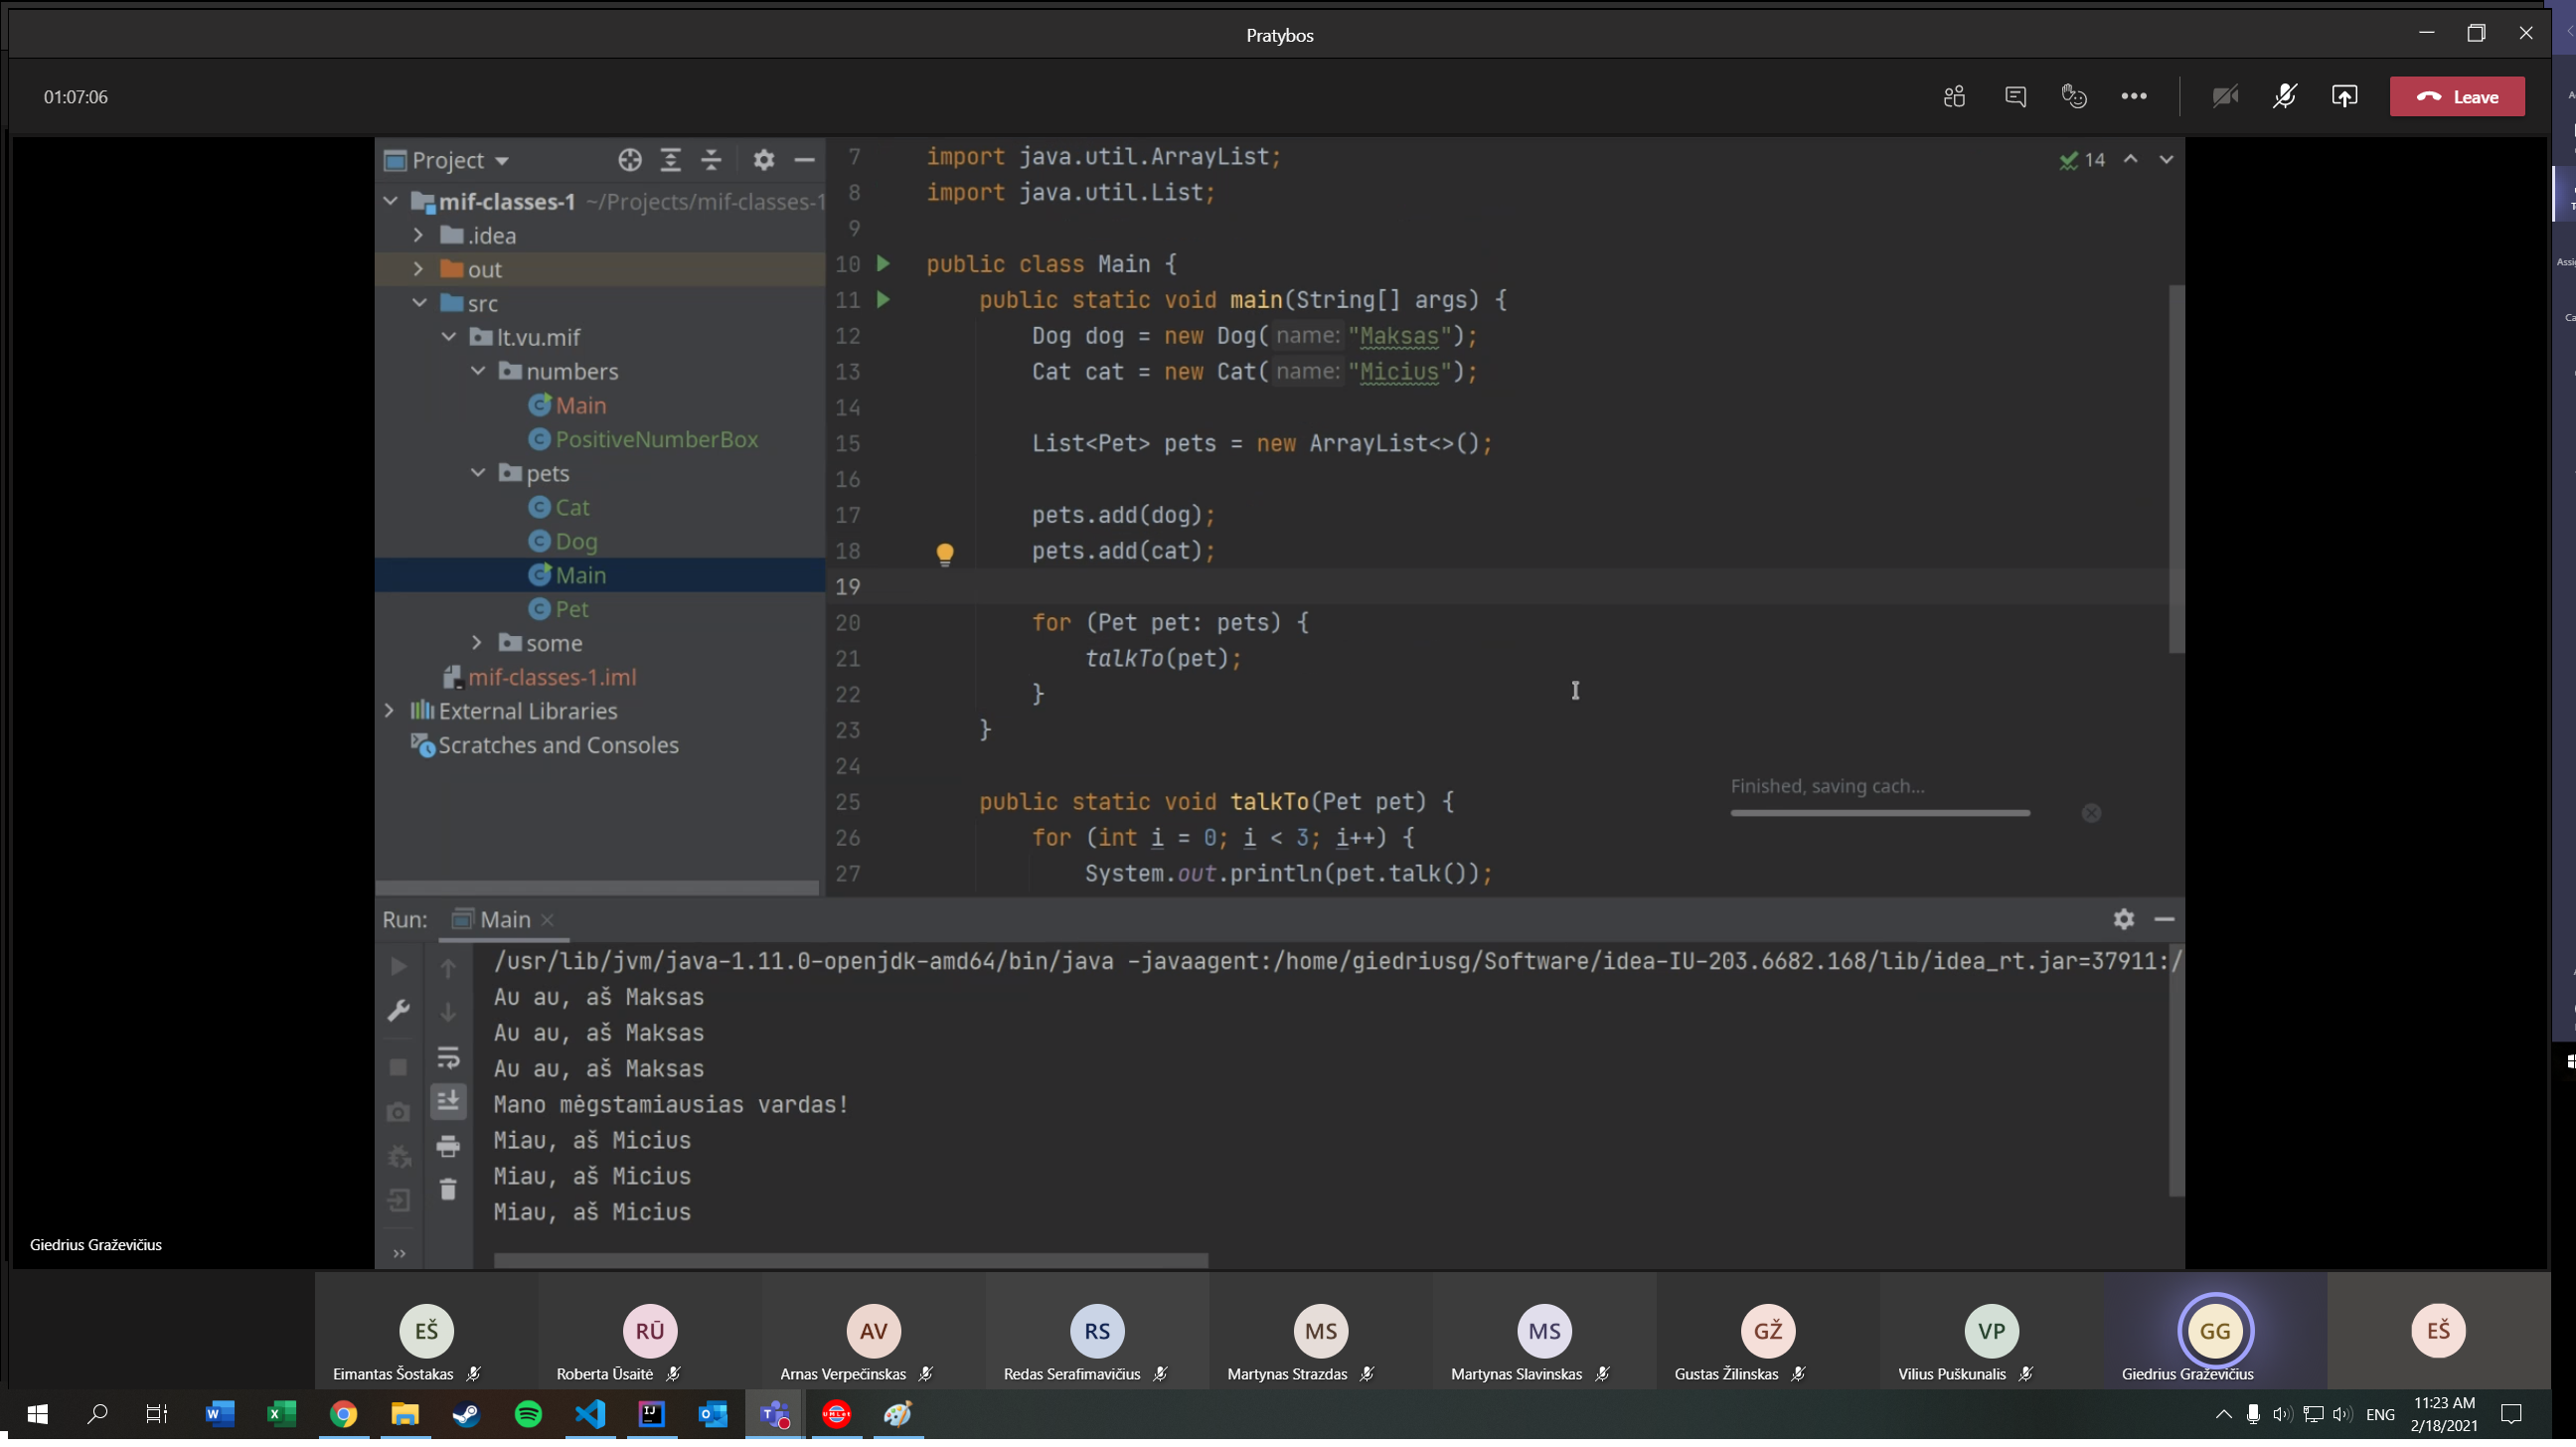 Pratybos
01:07:06
Leave
Project
mif-classes-1 ~/Projects/mif-classes-1
.idea
out
src
lt.vu.mif
numbers
Main
PositiveNumberBox
pets
Cat
Dog
Main
Pet
some
mif-classes-1.iml
External Libraries
Scratches and Consoles
14
7 import java.util.ArrayList;
8 import java.util.List;
9
10 public class Main {
11 public static void main(String[] args) {
12 Dog dog = new Dog( name: "Maksas");
13 Cat cat = new Cat( name: "Micius");
14
15 List<Pet> pets = new ArrayList<>();
16
17 pets.add(dog);
18 pets.add(cat);
19
20 for (Pet pet: pets) {
21 talkTo(pet);
22 }
23 }
24
25 public static void talkTo(Pet pet) {
26 for (int i = 0; i < 3; i++) {
27 System.out.println(pet.talk());
Finished, saving cach...
Run: Main
/usr/lib/jvm/java-1.11.0-openjdk-amd64/bin/java -javaagent:/home/giedriusg/Software/idea-IU-203.6682.168/lib/idea_rt.jar=37911:/
Au au, aš Maksas
Au au, aš Maksas
Au au, aš Maksas
Mano mėgstamiausias vardas!
Miau, aš Micius
Miau, aš Micius
Miau, aš Micius
Giedrius Graževičius
EŠ
Eimantas Šostakas
RŪ
Roberta Ūsaitė
AV
Arnas Verpečinskas
RS
Redas Serafimavičius
MS
Martynas Strazdas
MS
Martynas Slavinskas
GŽ
Gustas Žilinskas
VP
Vilius Puškunalis
GG
Giedrius Graževičius
EŠ
ENG
11:23 AM
2/18/2021